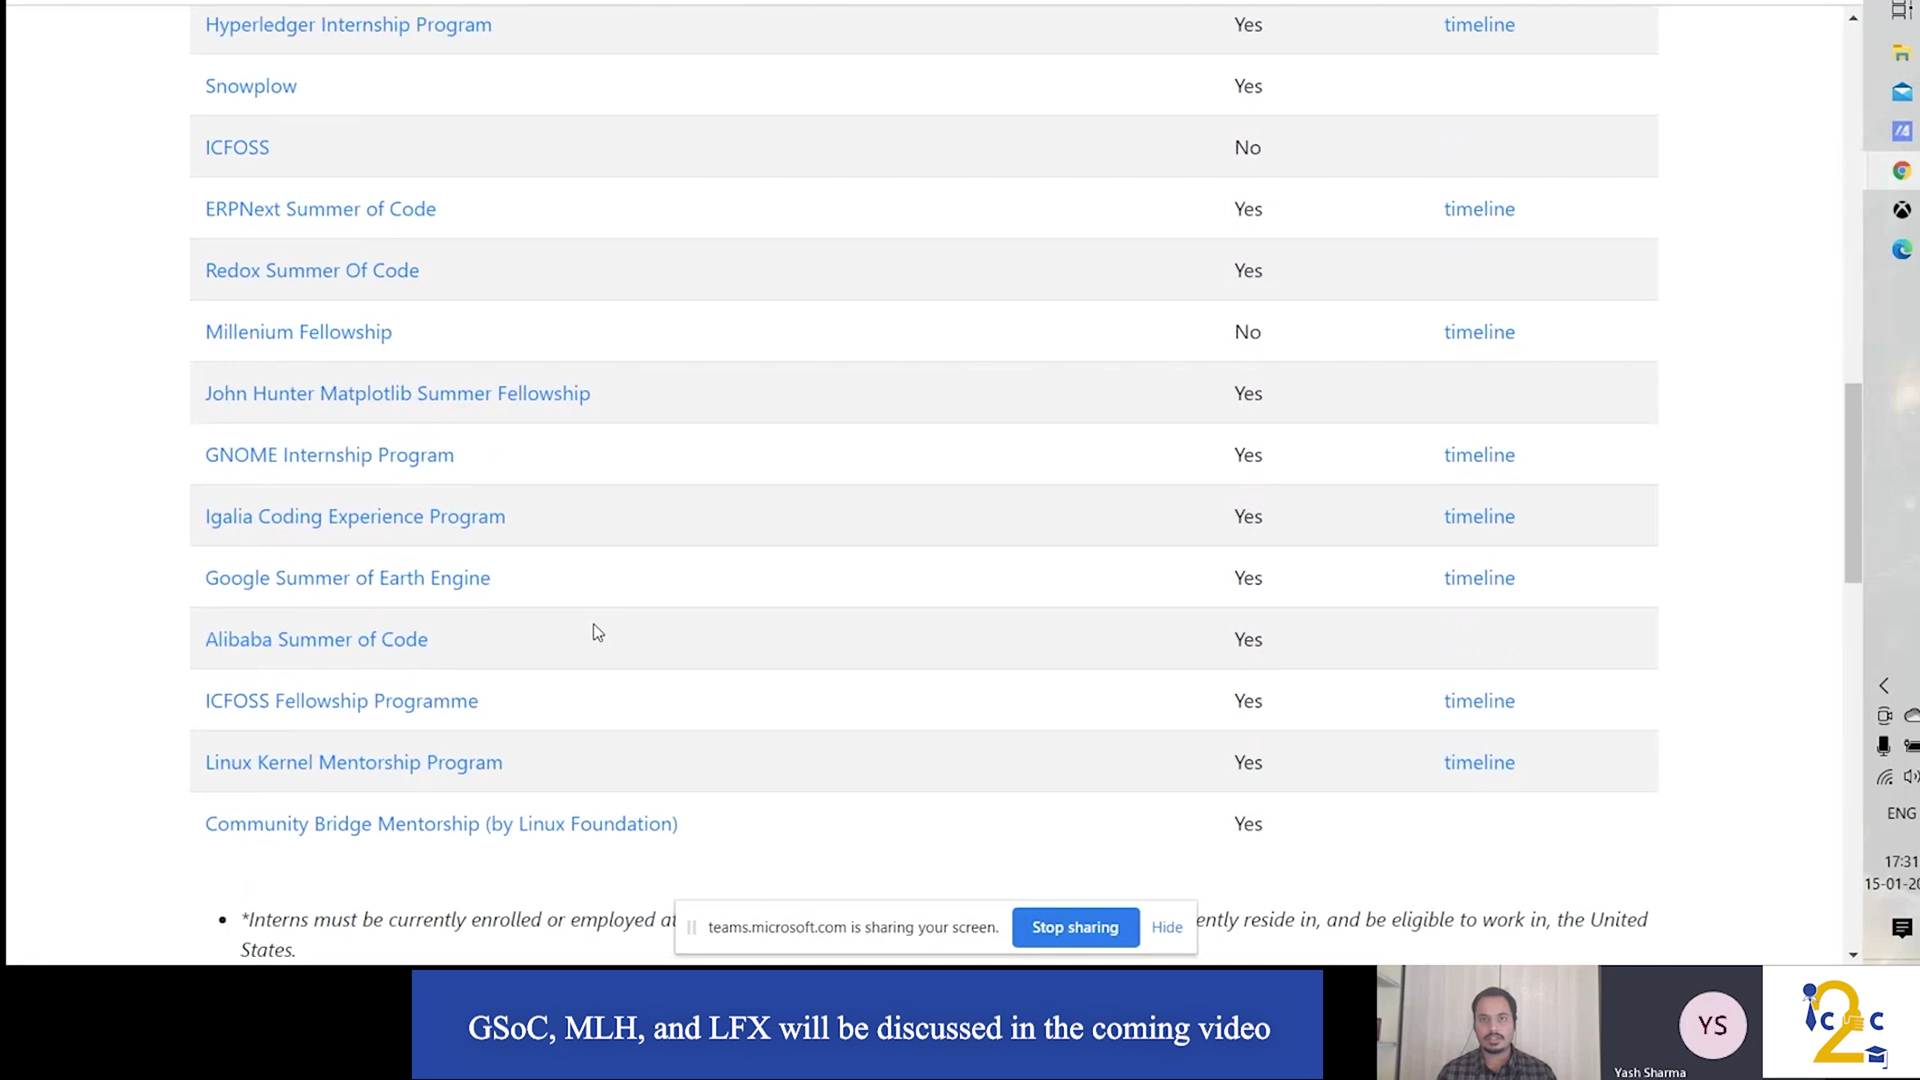 Hyperledger Internship Program Yes timeline
Snowplow Yes
ICFOSS No
ERPNext Summer of Code Yes timeline
Redox Summer Of Code Yes
Millenium Fellowship No timeline
John Hunter Matplotlib Summer Fellowship Yes
GNOME Internship Program Yes timeline
Igalia Coding Experience Program Yes timeline
Google Summer of Earth Engine Yes timeline
Alibaba Summer of Code Yes
ICFOSS Fellowship Programme Yes timeline
Linux Kernel Mentorship Program Yes timeline
Community Bridge Mentorship (by Linux Foundation) Yes
*Interns must be currently enrolled or employed reside in, and be eligible to work in, the United
States.
teams.microsoft.com is sharing your screen. Stop sharing Hide
ENG
17:31
GSoC, MLH, and LFX will be discussed in the coming video
YS
Yash Sharma
C2C